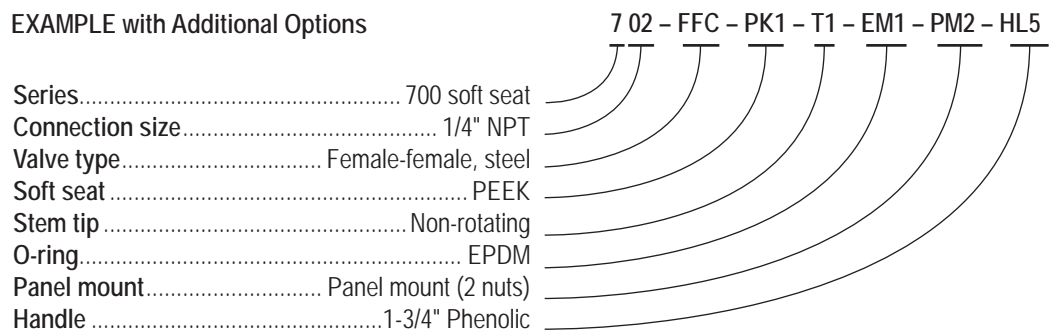 EXAMPLE with Additional Options
7 02 – FFC – PK1 – T1 – EM1 – PM2 – HL5
Series.................................................. 700 soft seat
Connection size........................................ 1/4" NPT
Valve type............................... Female-female, steel
Soft seat ......................................................... PEEK
Stem tip ............................................... Non-rotating
O-ring............................................................. EPDM
Panel mount........................... Panel mount (2 nuts)
Handle .............................................1-3/4" Phenolic